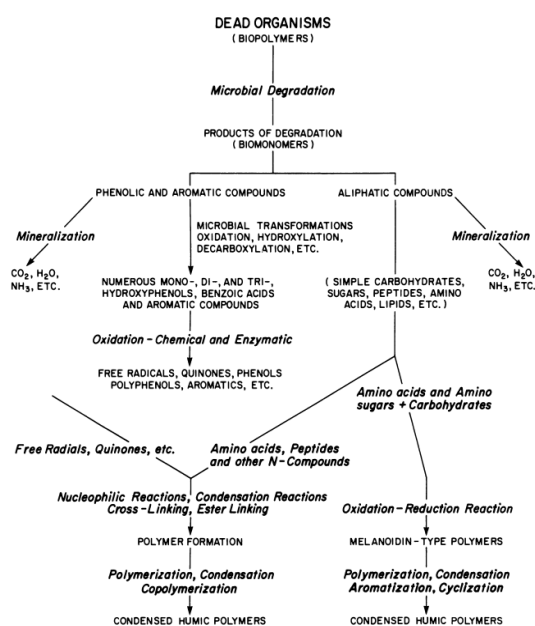 DEAD ORGANISMS
(BIOPOLYMERS)
Microbial Degradation
PRODUCTS OF DEGRADATION
(BIOMONOMERS)
PHENOLIC AND AROMATIC COMPOUNDS
ALIPHATIC COMPOUNDS
Mineralization
MICROBIAL TRANSFORMATIONS
OXIDATION, HYDROXYLATION,
DECARBOXYLATION, ETC.
Mineralization
CO₂, H₂O,
NH₃, ETC.
NUMEROUS MONO-, DI-, AND TRI-,
HYDROXYPHENOLS, BENZOIC ACIDS
AND AROMATIC COMPOUNDS
( SIMPLE CARBOHYDRATES,
SUGARS, PEPTIDES, AMINO
ACIDS, LIPIDS, ETC. )
CO₂, H₂O,
NH₃, ETC.
Oxidation-Chemical and Enzymatic
FREE RADICALS, QUINONES, PHENOLS
POLYPHENOLS, AROMATICS, ETC.
Amino acids and Amino
sugars + Carbohydrates
Free Radials, Quinones, etc.
Amino acids, Peptides
and other N-Compounds
Nucleophilic Reactions, Condensation Reactions
Cross-Linking, Ester Linking
Oxidation-Reduction Reaction
POLYMER FORMATION
MELANOIDIN-TYPE POLYMERS
Polymerization, Condensation
Copolymerization
Polymerization, Condensation
Aromatization, Cyclization
CONDENSED HUMIC POLYMERS
CONDENSED HUMIC POLYMERS